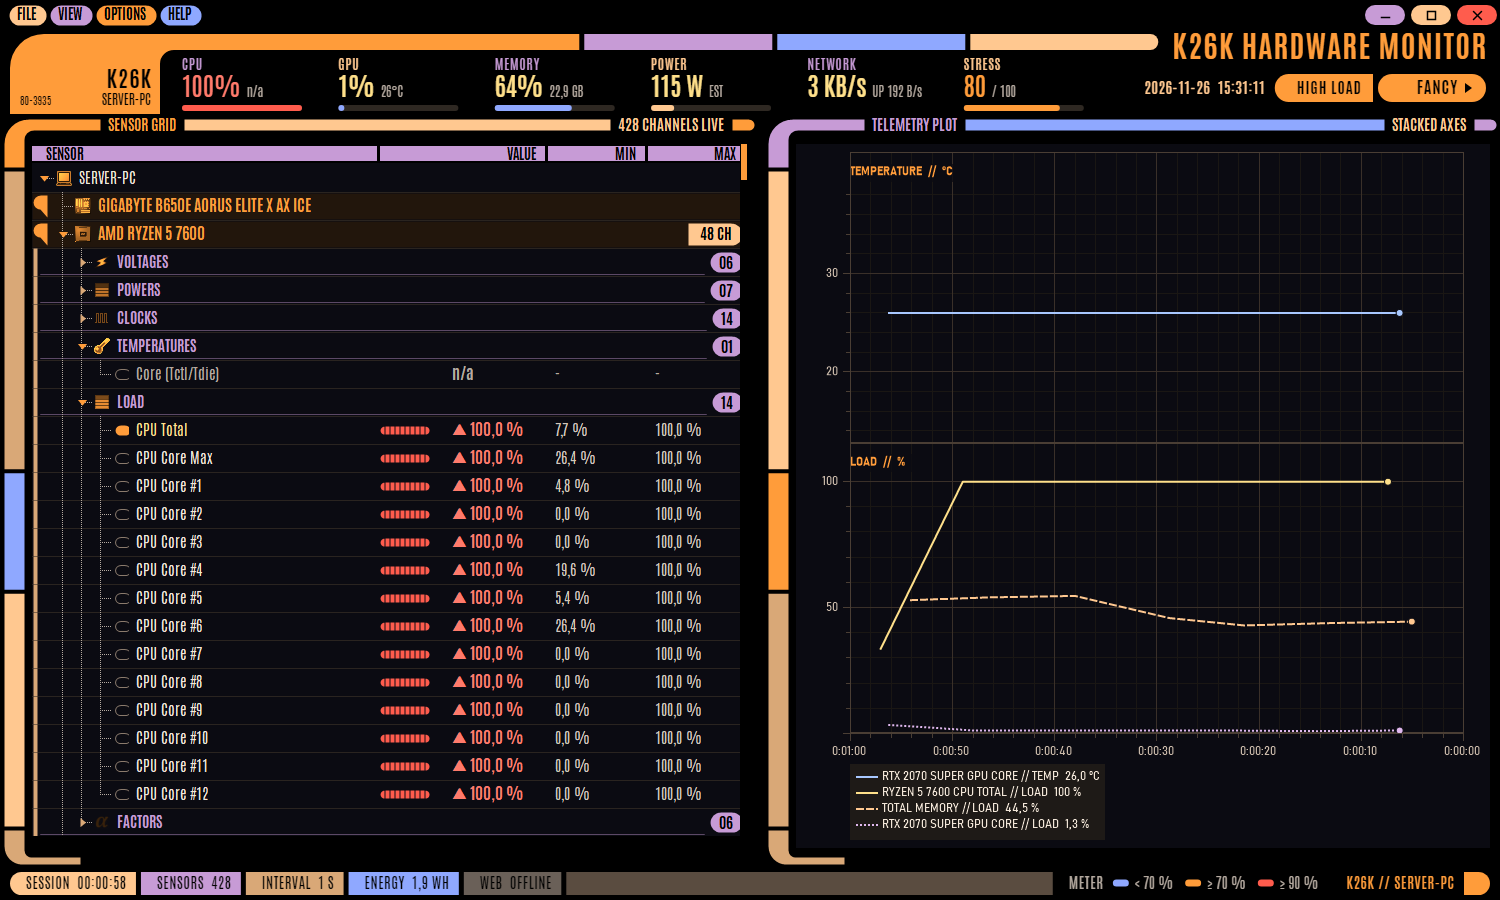 FILE VIEW OPTIONS HELP
K26K HARDWARE MONITOR
K26K
SERVER-PC
80-3935
CPU
100% n/a
GPU
1% 26°C
MEMORY
64% 22,9 GB
POWER
115 W EST
NETWORK
3 KB/s UP 192 B/s
STRESS
80 / 100
2026-11-26 15:31:11
HIGH LOAD
FANCY
SENSOR GRID
428 CHANNELS LIVE
SENSOR VALUE MIN MAX
SERVER-PC
GIGABYTE B650E AORUS ELITE X AX ICE
AMD RYZEN 5 7600 48 CH
VOLTAGES 06
POWERS 07
CLOCKS 14
TEMPERATURES 01
Core (Tctl/Tdie) n/a - -
LOAD 14
CPU Total 100,0 % 7,7 % 100,0 %
CPU Core Max 100,0 % 26,4 % 100,0 %
CPU Core #1 100,0 % 4,8 % 100,0 %
CPU Core #2 100,0 % 0,0 % 100,0 %
CPU Core #3 100,0 % 0,0 % 100,0 %
CPU Core #4 100,0 % 19,6 % 100,0 %
CPU Core #5 100,0 % 5,4 % 100,0 %
CPU Core #6 100,0 % 26,4 % 100,0 %
CPU Core #7 100,0 % 0,0 % 100,0 %
CPU Core #8 100,0 % 0,0 % 100,0 %
CPU Core #9 100,0 % 0,0 % 100,0 %
CPU Core #10 100,0 % 0,0 % 100,0 %
CPU Core #11 100,0 % 0,0 % 100,0 %
CPU Core #12 100,0 % 0,0 % 100,0 %
α FACTORS 06
TELEMETRY PLOT
STACKED AXES
TEMPERATURE // °C
30
20
LOAD // %
100
50
0:01:00 0:00:50 0:00:40 0:00:30 0:00:20 0:00:10 0:00:00
RTX 2070 SUPER GPU CORE // TEMP 26,0 °C
RYZEN 5 7600 CPU TOTAL // LOAD 100 %
TOTAL MEMORY // LOAD 44,5 %
RTX 2070 SUPER GPU CORE // LOAD 1,3 %
SESSION 00:00:58
SENSORS 428
INTERVAL 1 S
ENERGY 1,9 WH
WEB OFFLINE
METER < 70 % ≥ 70 % ≥ 90 %
K26K // SERVER-PC